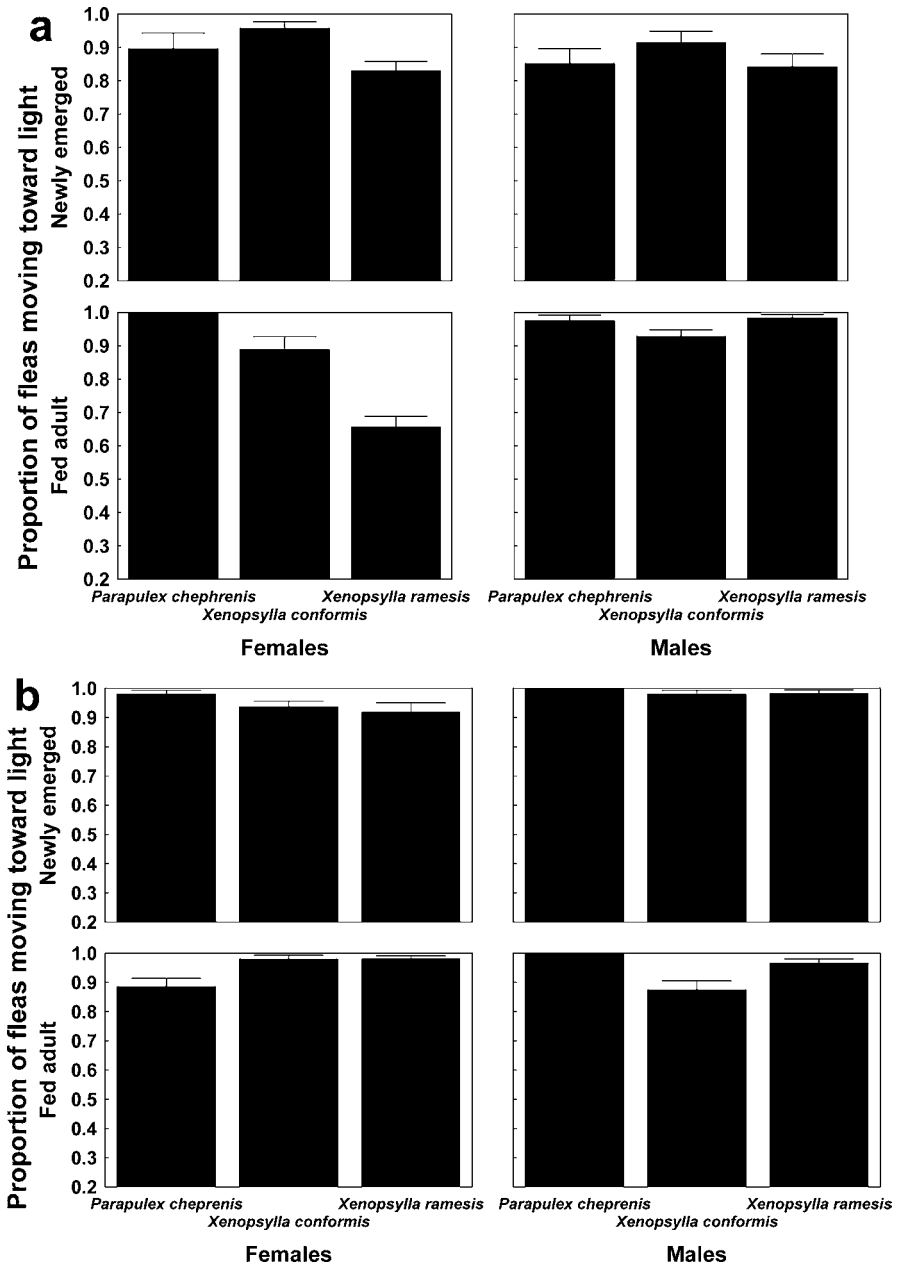 a
Proportion of fleas moving toward light
Newly emerged
Fed adult
1.0
0.9
0.8
0.7
0.6
0.5
0.4
0.3
0.2
1.0
0.9
0.8
0.7
0.6
0.5
0.4
0.3
0.2
Parapulex chephrenis
Xenopsylla conformis
Xenopsylla ramesis
Females
Parapulex chephrenis
Xenopsylla conformis
Xenopsylla ramesis
Males
b
Proportion of fleas moving toward light
Newly emerged
Fed adult
1.0
0.9
0.8
0.7
0.6
0.5
0.4
0.3
0.2
1.0
0.9
0.8
0.7
0.6
0.5
0.4
0.3
0.2
Parapulex cheprenis
Xenopsylla conformis
Xenopsylla ramesis
Females
Parapulex cheprenis
Xenopsylla conformis
Xenopsylla ramesis
Males